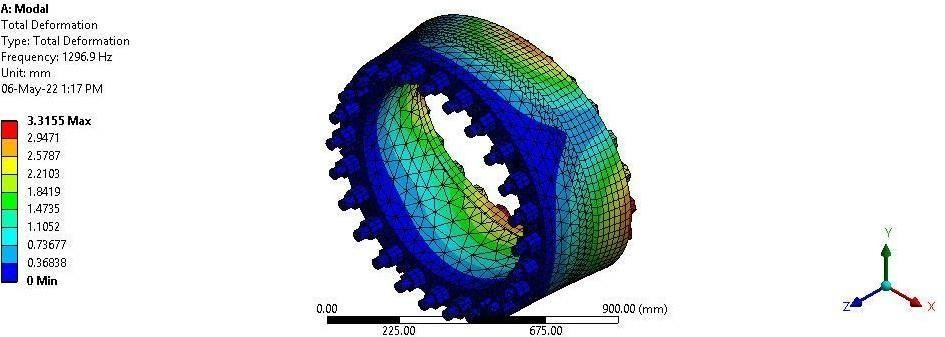 A: Modal
Total Deformation
Type: Total Deformation
Frequency: 1296.9 Hz
Unit: mm
06-May-22 1:17 PM
3.3155 Max
2.9471
2.5787
2.2103
1.8419
1.4735
1.1052
0.73677
0.36838
0 Min
0.00
900.00 (mm)
225.00
675.00
Y
Z
X